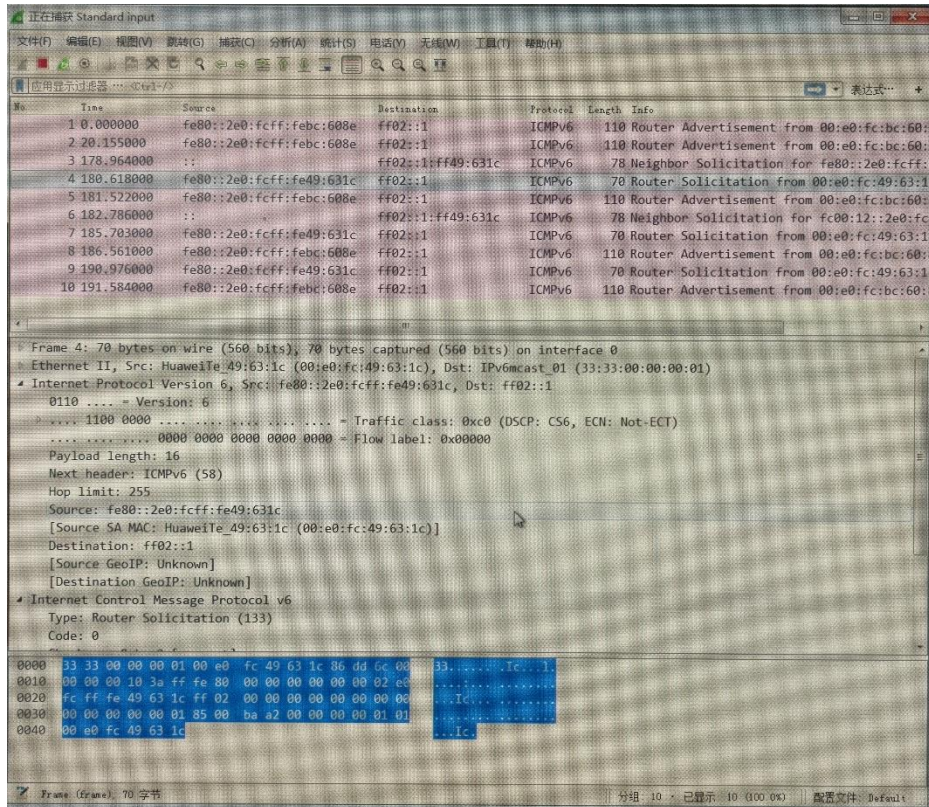 正在捕获 Standard input
文件(F) 编辑(E) 视图(V) 跳转(G) 捕获(C) 分析(A) 统计(S) 电话(Y) 无线(W) 工具(T) 帮助(H)
应用显示过滤器 … <Ctrl-/> 表达式… +
No. Time Source Destination Protocol Length Info
1 0.000000 fe80::2e0:fcff:febc:608e ff02::1 ICMPv6 110 Router Advertisement from 00:e0:fc:bc:60:
2 20.155000 fe80::2e0:fcff:febc:608e ff02::1 ICMPv6 110 Router Advertisement from 00:e0:fc:bc:60:
3 178.964000 :: ff02::1:ff49:631c ICMPv6 78 Neighbor Solicitation for fe80::2e0:fcff:
4 180.618000 fe80::2e0:fcff:fe49:631c ff02::1 ICMPv6 70 Router Solicitation from 00:e0:fc:49:63:1
5 181.522000 fe80::2e0:fcff:febc:608e ff02::1 ICMPv6 110 Router Advertisement from 00:e0:fc:bc:60:
6 182.786000 :: ff02::1:ff49:631c ICMPv6 78 Neighbor Solicitation for fc00:12::2e0:fc
7 185.703000 fe80::2e0:fcff:fe49:631c ff02::1 ICMPv6 70 Router Solicitation from 00:e0:fc:49:63:1
8 186.561000 fe80::2e0:fcff:febc:608e ff02::1 ICMPv6 110 Router Advertisement from 00:e0:fc:bc:60:
9 190.976000 fe80::2e0:fcff:fe49:631c ff02::1 ICMPv6 70 Router Solicitation from 00:e0:fc:49:63:1
10 191.584000 fe80::2e0:fcff:febc:608e ff02::1 ICMPv6 110 Router Advertisement from 00:e0:fc:bc:60:
Frame 4: 70 bytes on wire (560 bits), 70 bytes captured (560 bits) on interface 0
Ethernet II, Src: HuaweiTe_49:63:1c (00:e0:fc:49:63:1c), Dst: IPv6mcast_01 (33:33:00:00:00:01)
Internet Protocol Version 6, Src: fe80::2e0:fcff:fe49:631c, Dst: ff02::1
0110 .... = Version: 6
.... 1100 0000 .... .... .... .... .... = Traffic class: 0xc0 (DSCP: CS6, ECN: Not-ECT)
.... .... .... 0000 0000 0000 0000 0000 = Flow label: 0x00000
Payload length: 16
Next header: ICMPv6 (58)
Hop limit: 255
Source: fe80::2e0:fcff:fe49:631c
[Source SA MAC: HuaweiTe_49:63:1c (00:e0:fc:49:63:1c)]
Destination: ff02::1
[Source GeoIP: Unknown]
[Destination GeoIP: Unknown]
Internet Control Message Protocol v6
Type: Router Solicitation (133)
Code: 0
0000 33 33 00 00 00 01 00 e0 fc 49 63 1c 86 dd 6c 00 33...... .Ic...l.
0010 00 00 00 10 3a ff fe 80 00 00 00 00 00 00 02 e0 ....:... ........
0020 fc ff fe 49 63 1c ff 02 00 00 00 00 00 00 00 00 ...Ic... ........
0030 00 00 00 00 00 01 85 00 ba a2 00 00 00 00 01 01 ........ ........
0040 00 e0 fc 49 63 1c ...Ic.
Frame (frame), 70 字节 分组: 10 · 已显示: 10 (100.0%) 配置文件: Default